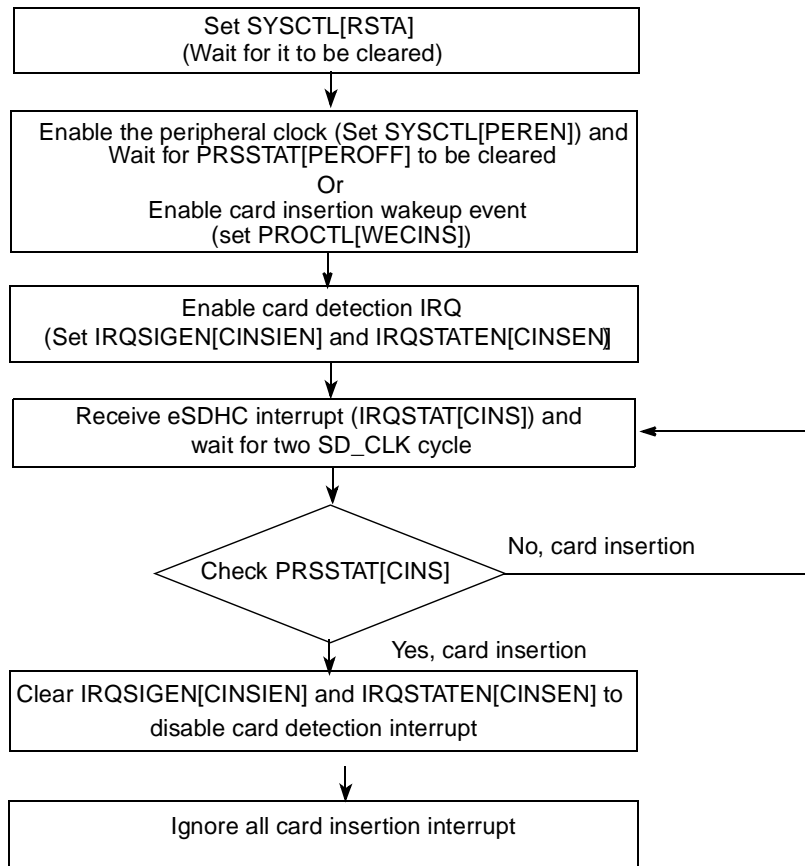 Set SYSCTL[RSTA]
(Wait for it to be cleared)
Enable the peripheral clock (Set SYSCTL[PEREN]) and
Wait for PRSSTAT[PEROFF] to be cleared
Or
Enable card insertion wakeup event
(set PROCTL[WECINS])
Enable card detection IRQ
(Set IRQSIGEN[CINSIEN] and IRQSTATEN[CINSEN])
Receive eSDHC interrupt (IRQSTAT[CINS]) and
wait for two SD_CLK cycle
No, card insertion
Check PRSSTAT[CINS]
Yes, card insertion
Clear IRQSIGEN[CINSIEN] and IRQSTATEN[CINSEN] to
disable card detection interrupt
Ignore all card insertion interrupt